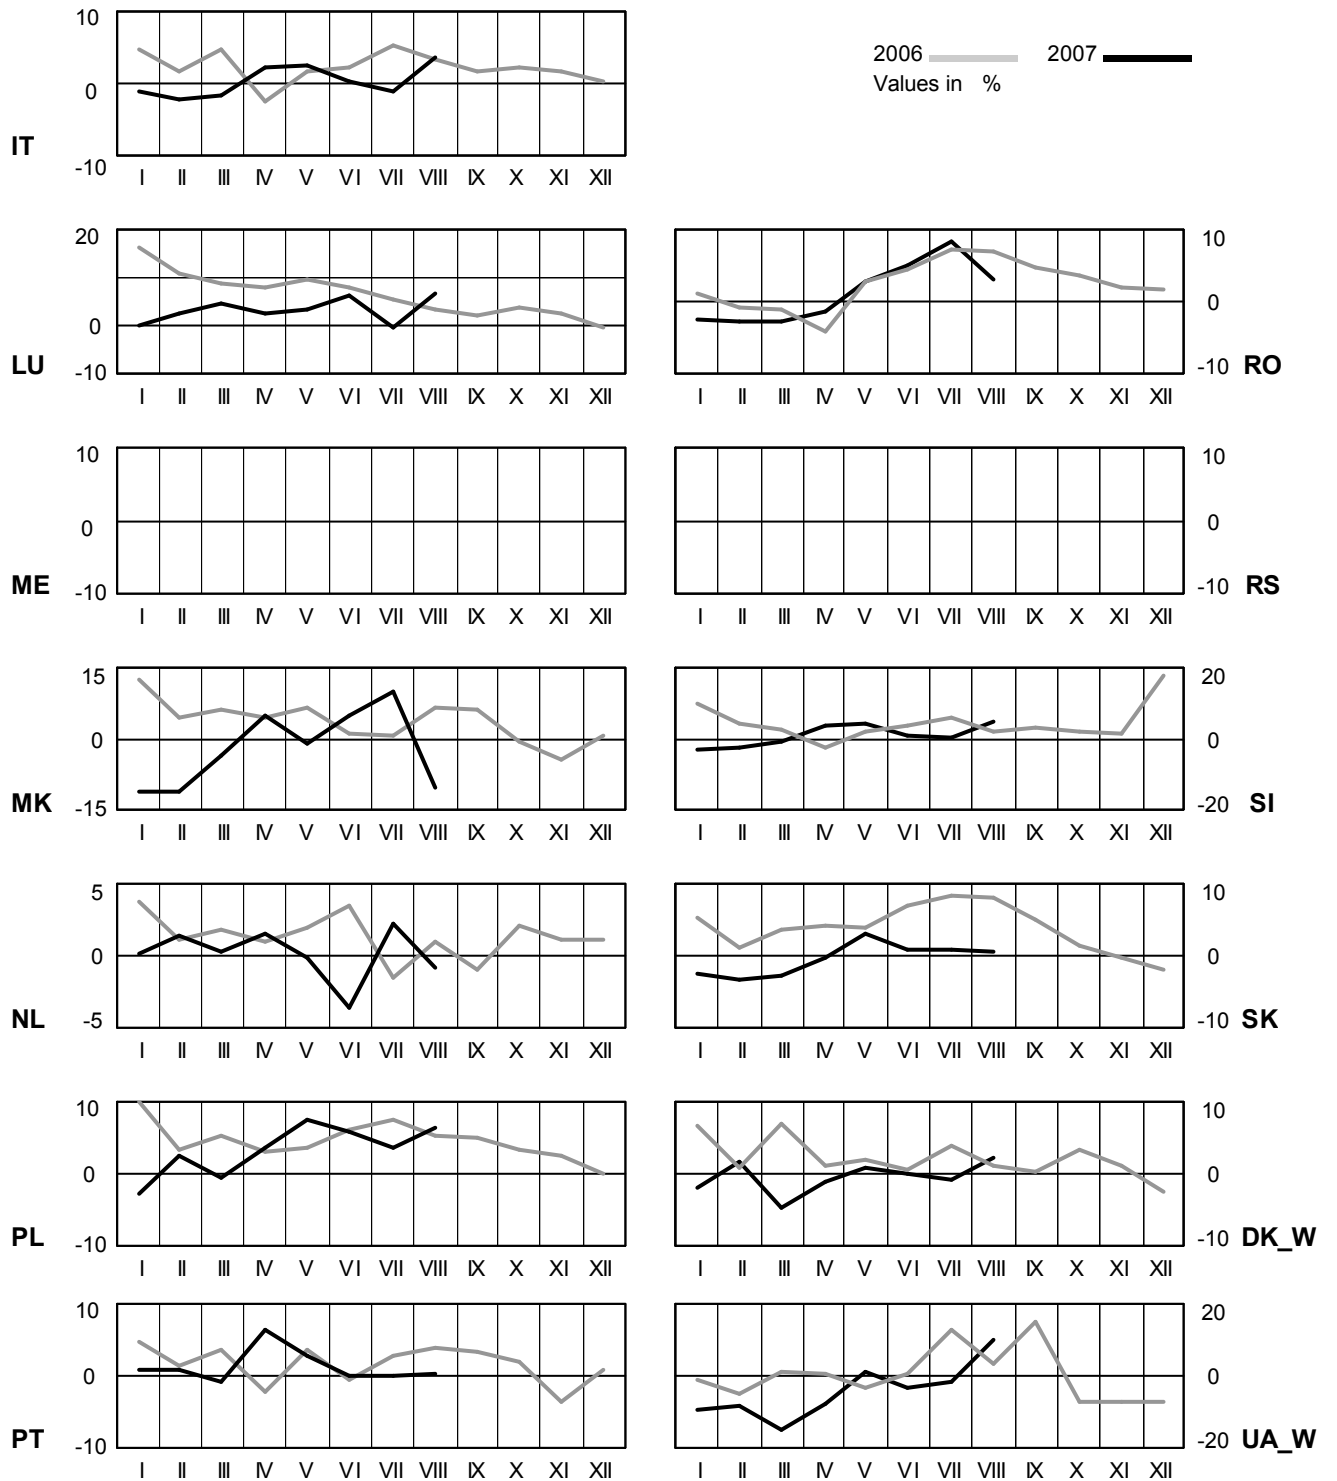 10
2006 2007
Values in %
0
IT
-10
I II III IV V VI VII VIII IX X XI XII
20 10
0 0
LU -10 -10 RO
I II III IV V VI VII VIII IX X XI XII I II III IV V VI VII VIII IX X XI XII
10 10
0 0
ME -10 -10 RS
I II III IV V VI VII VIII IX X XI XII I II III IV V VI VII VIII IX X XI XII
15 20
0 0
MK -15 -20 SI
I II III IV V VI VII VIII IX X XI XII I II III IV V VI VII VIII IX X XI XII
5 10
0 0
NL -5 -10 SK
I II III IV V VI VII VIII IX X XI XII I II III IV V VI VII VIII IX X XI XII
10 10
0 0
PL -10 -10 DK_W
I II III IV V VI VII VIII IX X XI XII I II III IV V VI VII VIII IX X XI XII
10 20
0 0
PT -10 -20 UA_W
I II III IV V VI VII VIII IX X XI XII I II III IV V VI VII VIII IX X XI XII